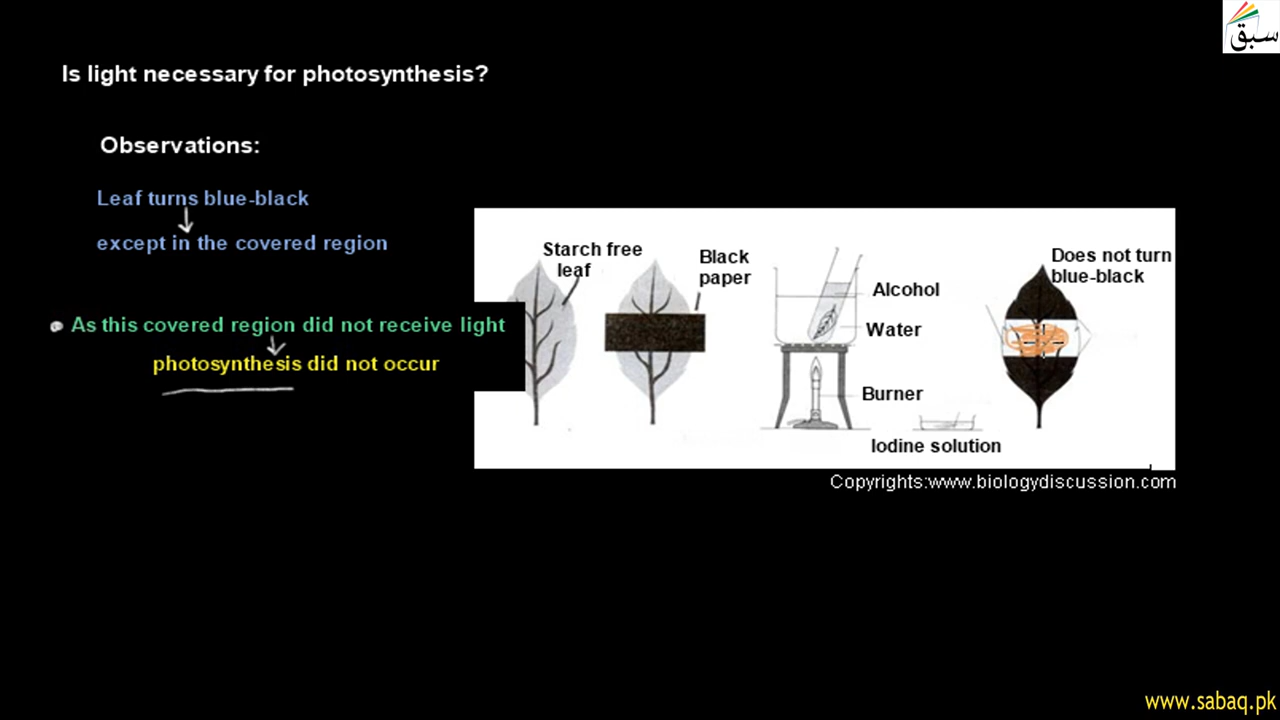 سبق
Is light necessary for photosynthesis?
Observations:
Leaf turns blue-black
except in the covered region
As this covered region did not receive light
photosynthesis did not occur
Starch free
leaf
Black
paper
Alcohol
Water
Burner
Iodine solution
Does not turn
blue-black
Copyrights:www.biologydiscussion.com
www.sabaq.pk